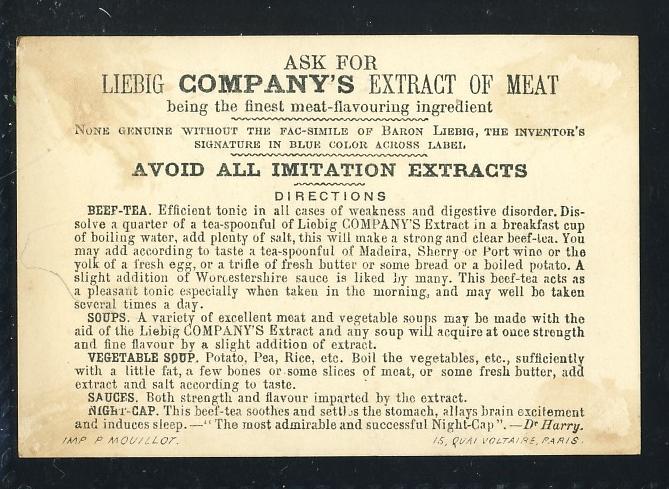 ASK FOR
LIEBIG COMPANY'S EXTRACT OF MEAT
being the finest meat-flavouring ingredient
NONE GENUINE WITHOUT THE FAC-SIMILE OF BARON LIEBIG, THE INVENTOR'S
SIGNATURE IN BLUE COLOR ACROSS LABEL
AVOID ALL IMITATION EXTRACTS
DIRECTIONS
BEEF-TEA. Efficient tonic in all cases of weakness and digestive disorder. Dis-
solve a quarter of a tea-spoonful of Liebig COMPANY'S Extract in a breakfast cup
of boiling water, add plenty of salt, this will make a strong and clear beef-tea. You
may add according to taste a tea-spoonful of Madeira, Sherry or Port wine or the
yolk of a fresh egg, or a trifle of fresh butter or some bread or a boiled potato. A
slight addition of Worcestershire sauce is liked by many. This beef-tea acts as
a pleasant tonic especially when taken in the morning, and may well be taken
several times a day.
SOUPS. A variety of excellent meat and vegetable soups may be made with the
aid of the Liebig COMPANY'S Extract and any soup will acquire at once strength
and fine flavour by a slight addition of extract.
VEGETABLE SOUP. Potato, Pea, Rice, etc. Boil the vegetables, etc., sufficiently
with a little fat, a few bones or some slices of meat, or some fresh butter, add
extract and salt according to taste.
SAUCES. Both strength and flavour imparted by the extract.
NIGHT-CAP. This beef-tea soothes and settles the stomach, allays brain excitement
and induces sleep. — "The most admirable and successful Night-Cap". — Dr Harry.
IMP P MOUILLOT. 15, QUAI VOLTAIRE, PARIS.